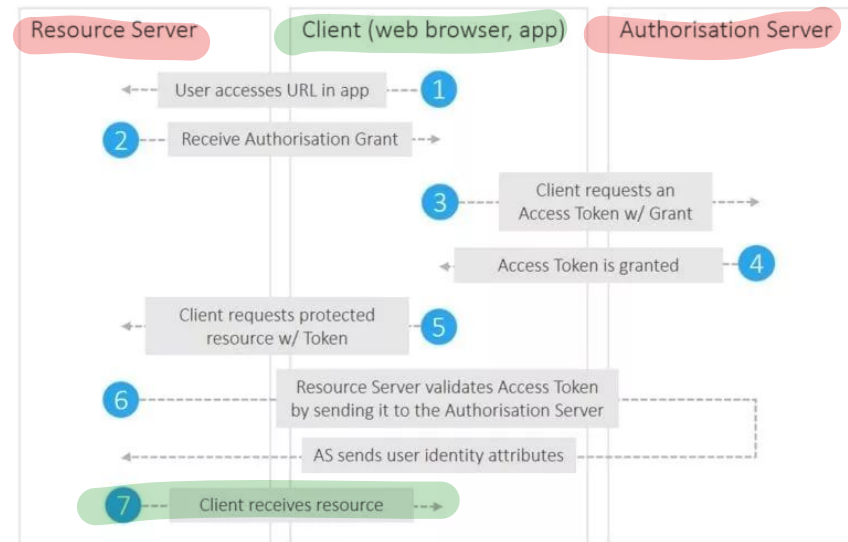 Resource Server
Client (web browser, app)
Authorisation Server
User accesses URL in app
1
2
Receive Authorisation Grant
3
Client requests an
Access Token w/ Grant
Access Token is granted
4
Client requests protected
resource w/ Token
5
6
Resource Server validates Access Token
by sending it to the Authorisation Server
AS sends user identity attributes
7
Client receives resource